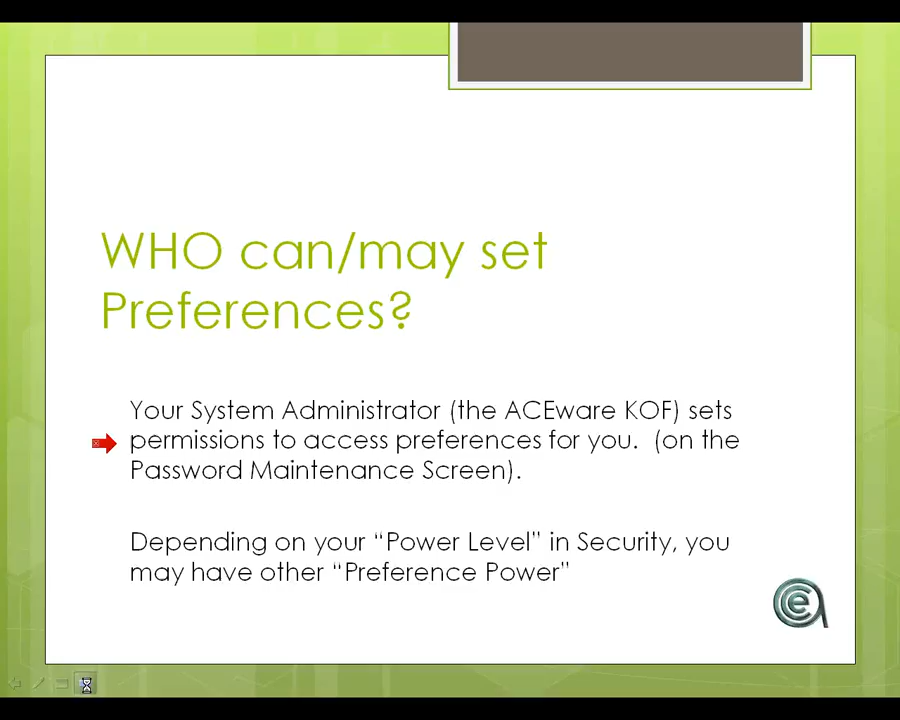 WHO can/may set
Preferences?
Your System Administrator (the ACEware KOF) sets
permissions to access preferences for you.  (on the
Password Maintenance Screen).
Depending on your “Power Level” in Security, you
may have other “Preference Power”